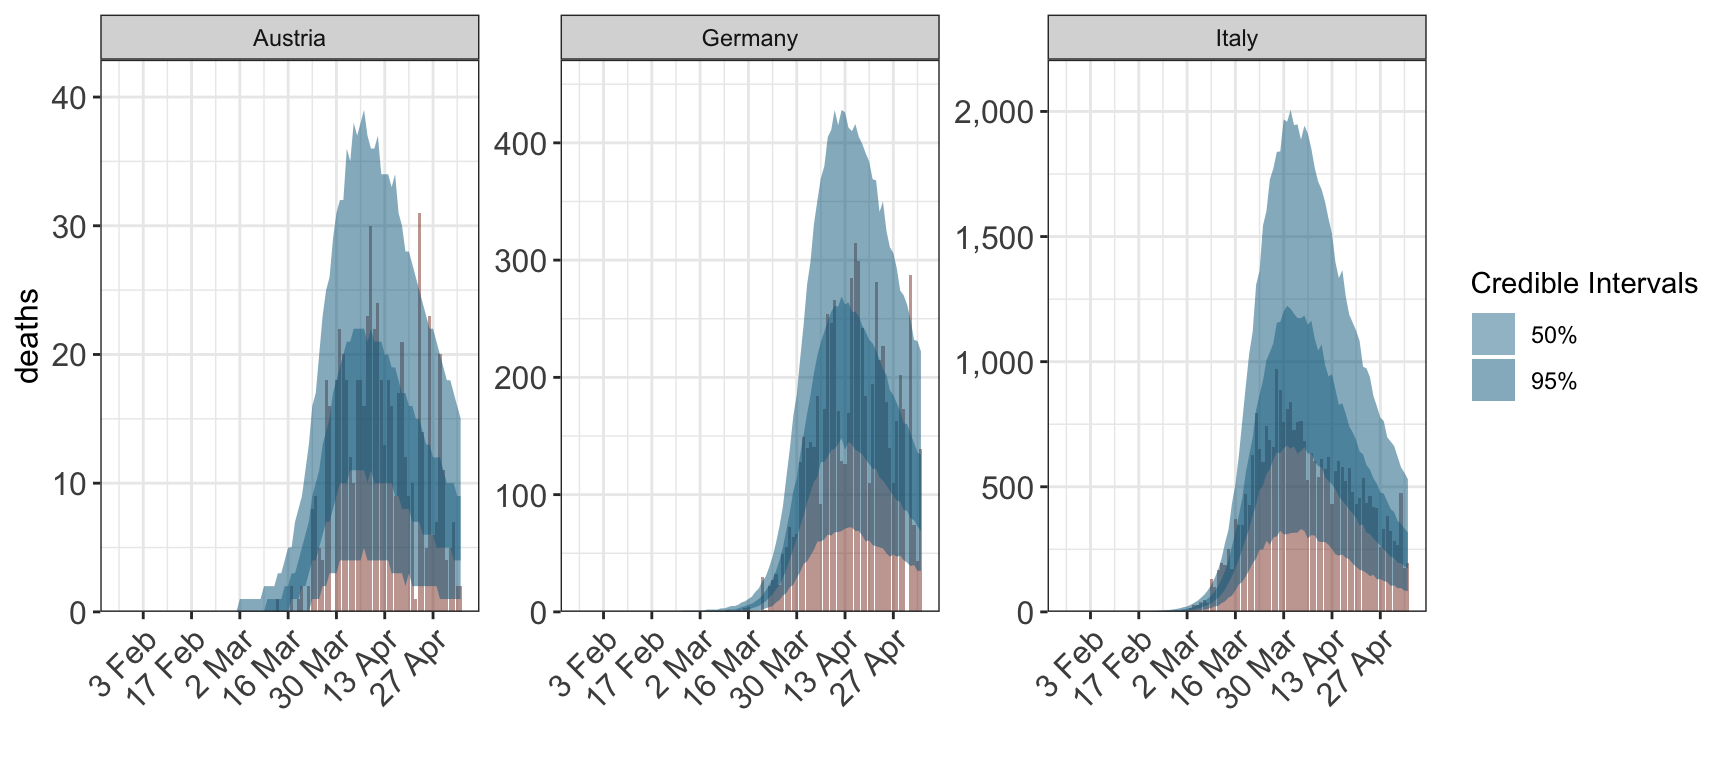 Austria
Germany
Italy
deaths
40
30
20
10
0
3 Feb
17 Feb
2 Mar
16 Mar
30 Mar
13 Apr
27 Apr
400
300
200
100
0
3 Feb
17 Feb
2 Mar
16 Mar
30 Mar
13 Apr
27 Apr
2,000
1,500
1,000
500
0
3 Feb
17 Feb
2 Mar
16 Mar
30 Mar
13 Apr
27 Apr
Credible Intervals
50%
95%